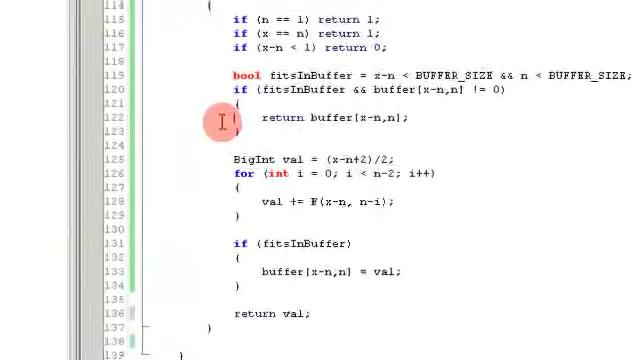 114 {
115 if (n == 1) return 1;
116 if (x == n) return 1;
117 if (x-n < 1) return 0;
118
119 bool fitsInBuffer = x-n < BUFFER_SIZE && n < BUFFER_SIZE;
120 if (fitsInBuffer && buffer[x-n,n] != 0)
121 {
122 return buffer[x-n,n];
123 }
124
125 BigInt val = (x-n+2)/2;
126 for (int i = 0; i < n-2; i++)
127 {
128 val += F(x-n, n-i);
129 }
130
131 if (fitsInBuffer)
132 {
133 buffer[x-n,n] = val;
134 }
135
136 return val;
137 }
138
139 }